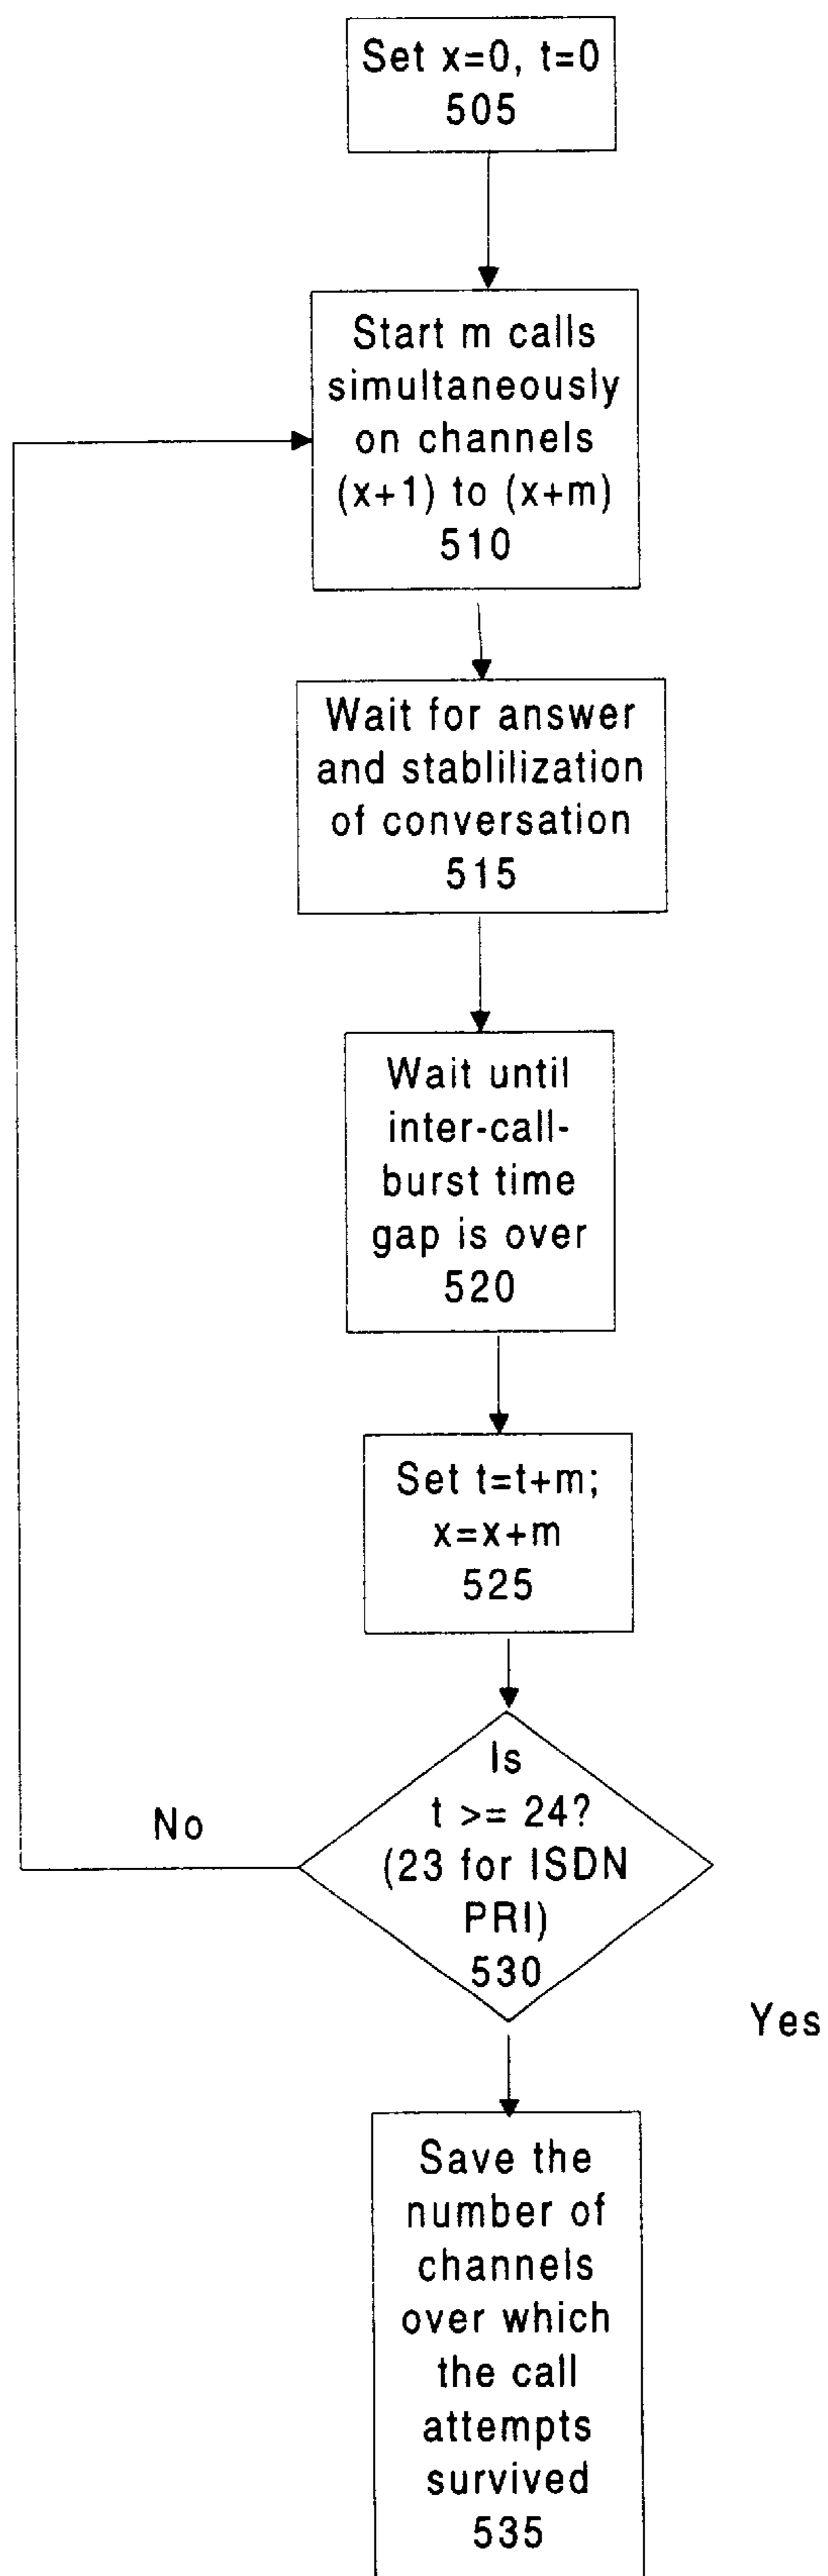 Set x=0, t=0
505
Start m calls
simultaneously
on channels
(x+1) to (x+m)
510
Wait for answer
and stablilization
of conversation
515
Wait until
inter-call-
burst time
gap is over
520
Set t=t+m;
x=x+m
525
Is
t >= 24?
(23 for ISDN
PRI)
530
No
Yes
Save the
number of
channels
over which
the call
attempts
survived
535